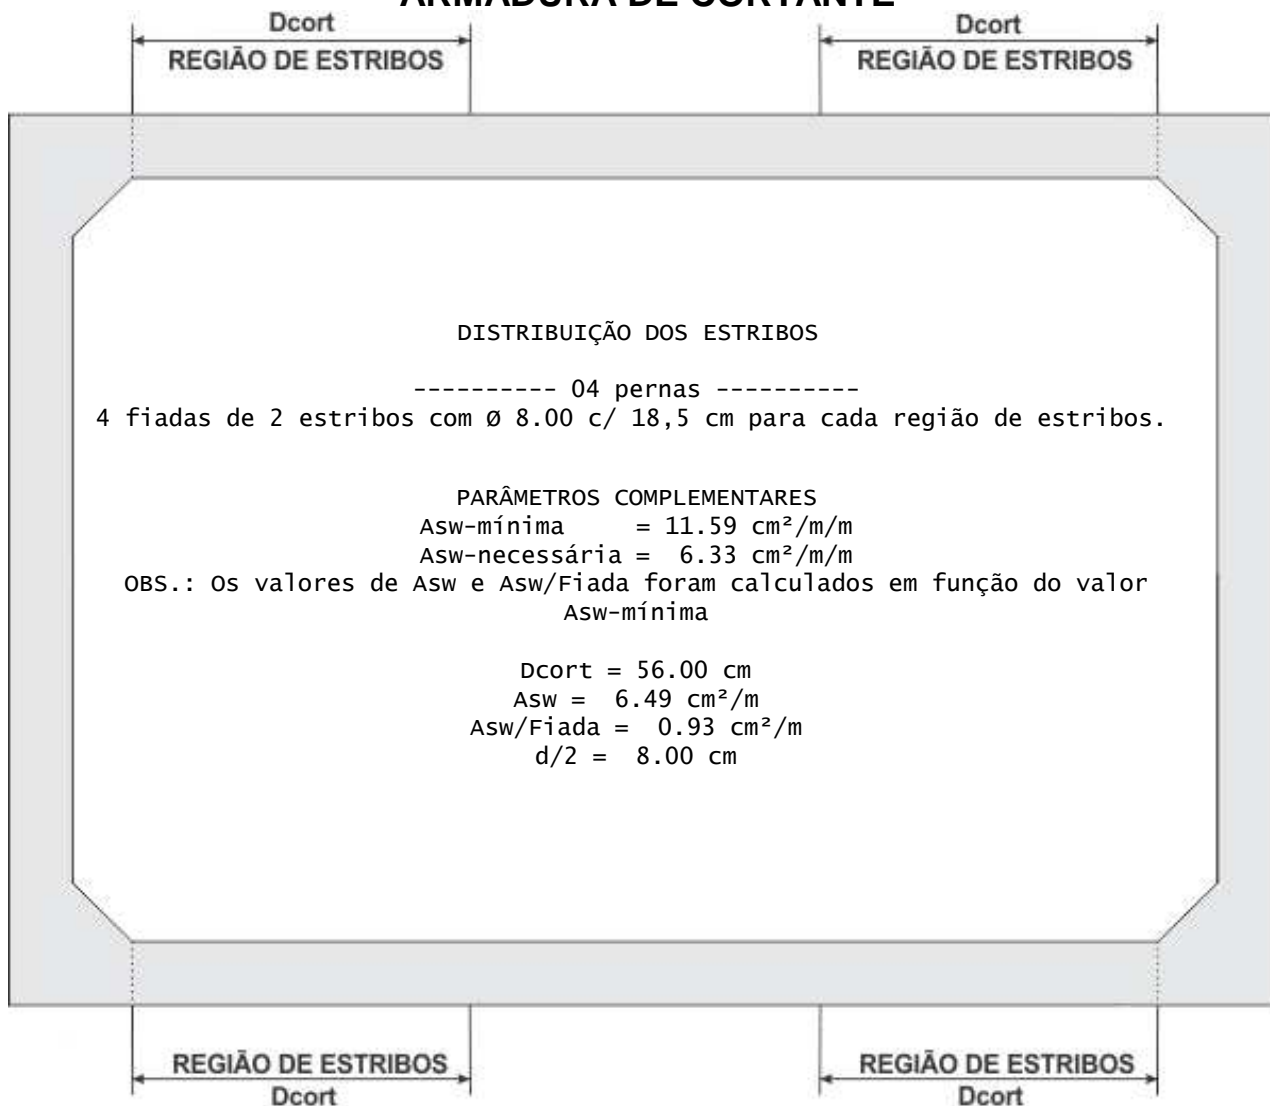 ARMADURA DE CORTANTE
Dcort Dcort
REGIÃO DE ESTRIBOS REGIÃO DE ESTRIBOS
DISTRIBUIÇÃO DOS ESTRIBOS
---------- 04 pernas ----------
4 fiadas de 2 estribos com Ø 8.00 c/ 18,5 cm para cada região de estribos.
PARÂMETROS COMPLEMENTARES
Asw-mínima = 11.59 cm²/m/m
Asw-necessária = 6.33 cm²/m/m
OBS.: Os valores de Asw e Asw/Fiada foram calculados em função do valor
Asw-mínima
Dcort = 56.00 cm
Asw = 6.49 cm²/m
Asw/Fiada = 0.93 cm²/m
d/2 = 8.00 cm
REGIÃO DE ESTRIBOS REGIÃO DE ESTRIBOS
Dcort Dcort